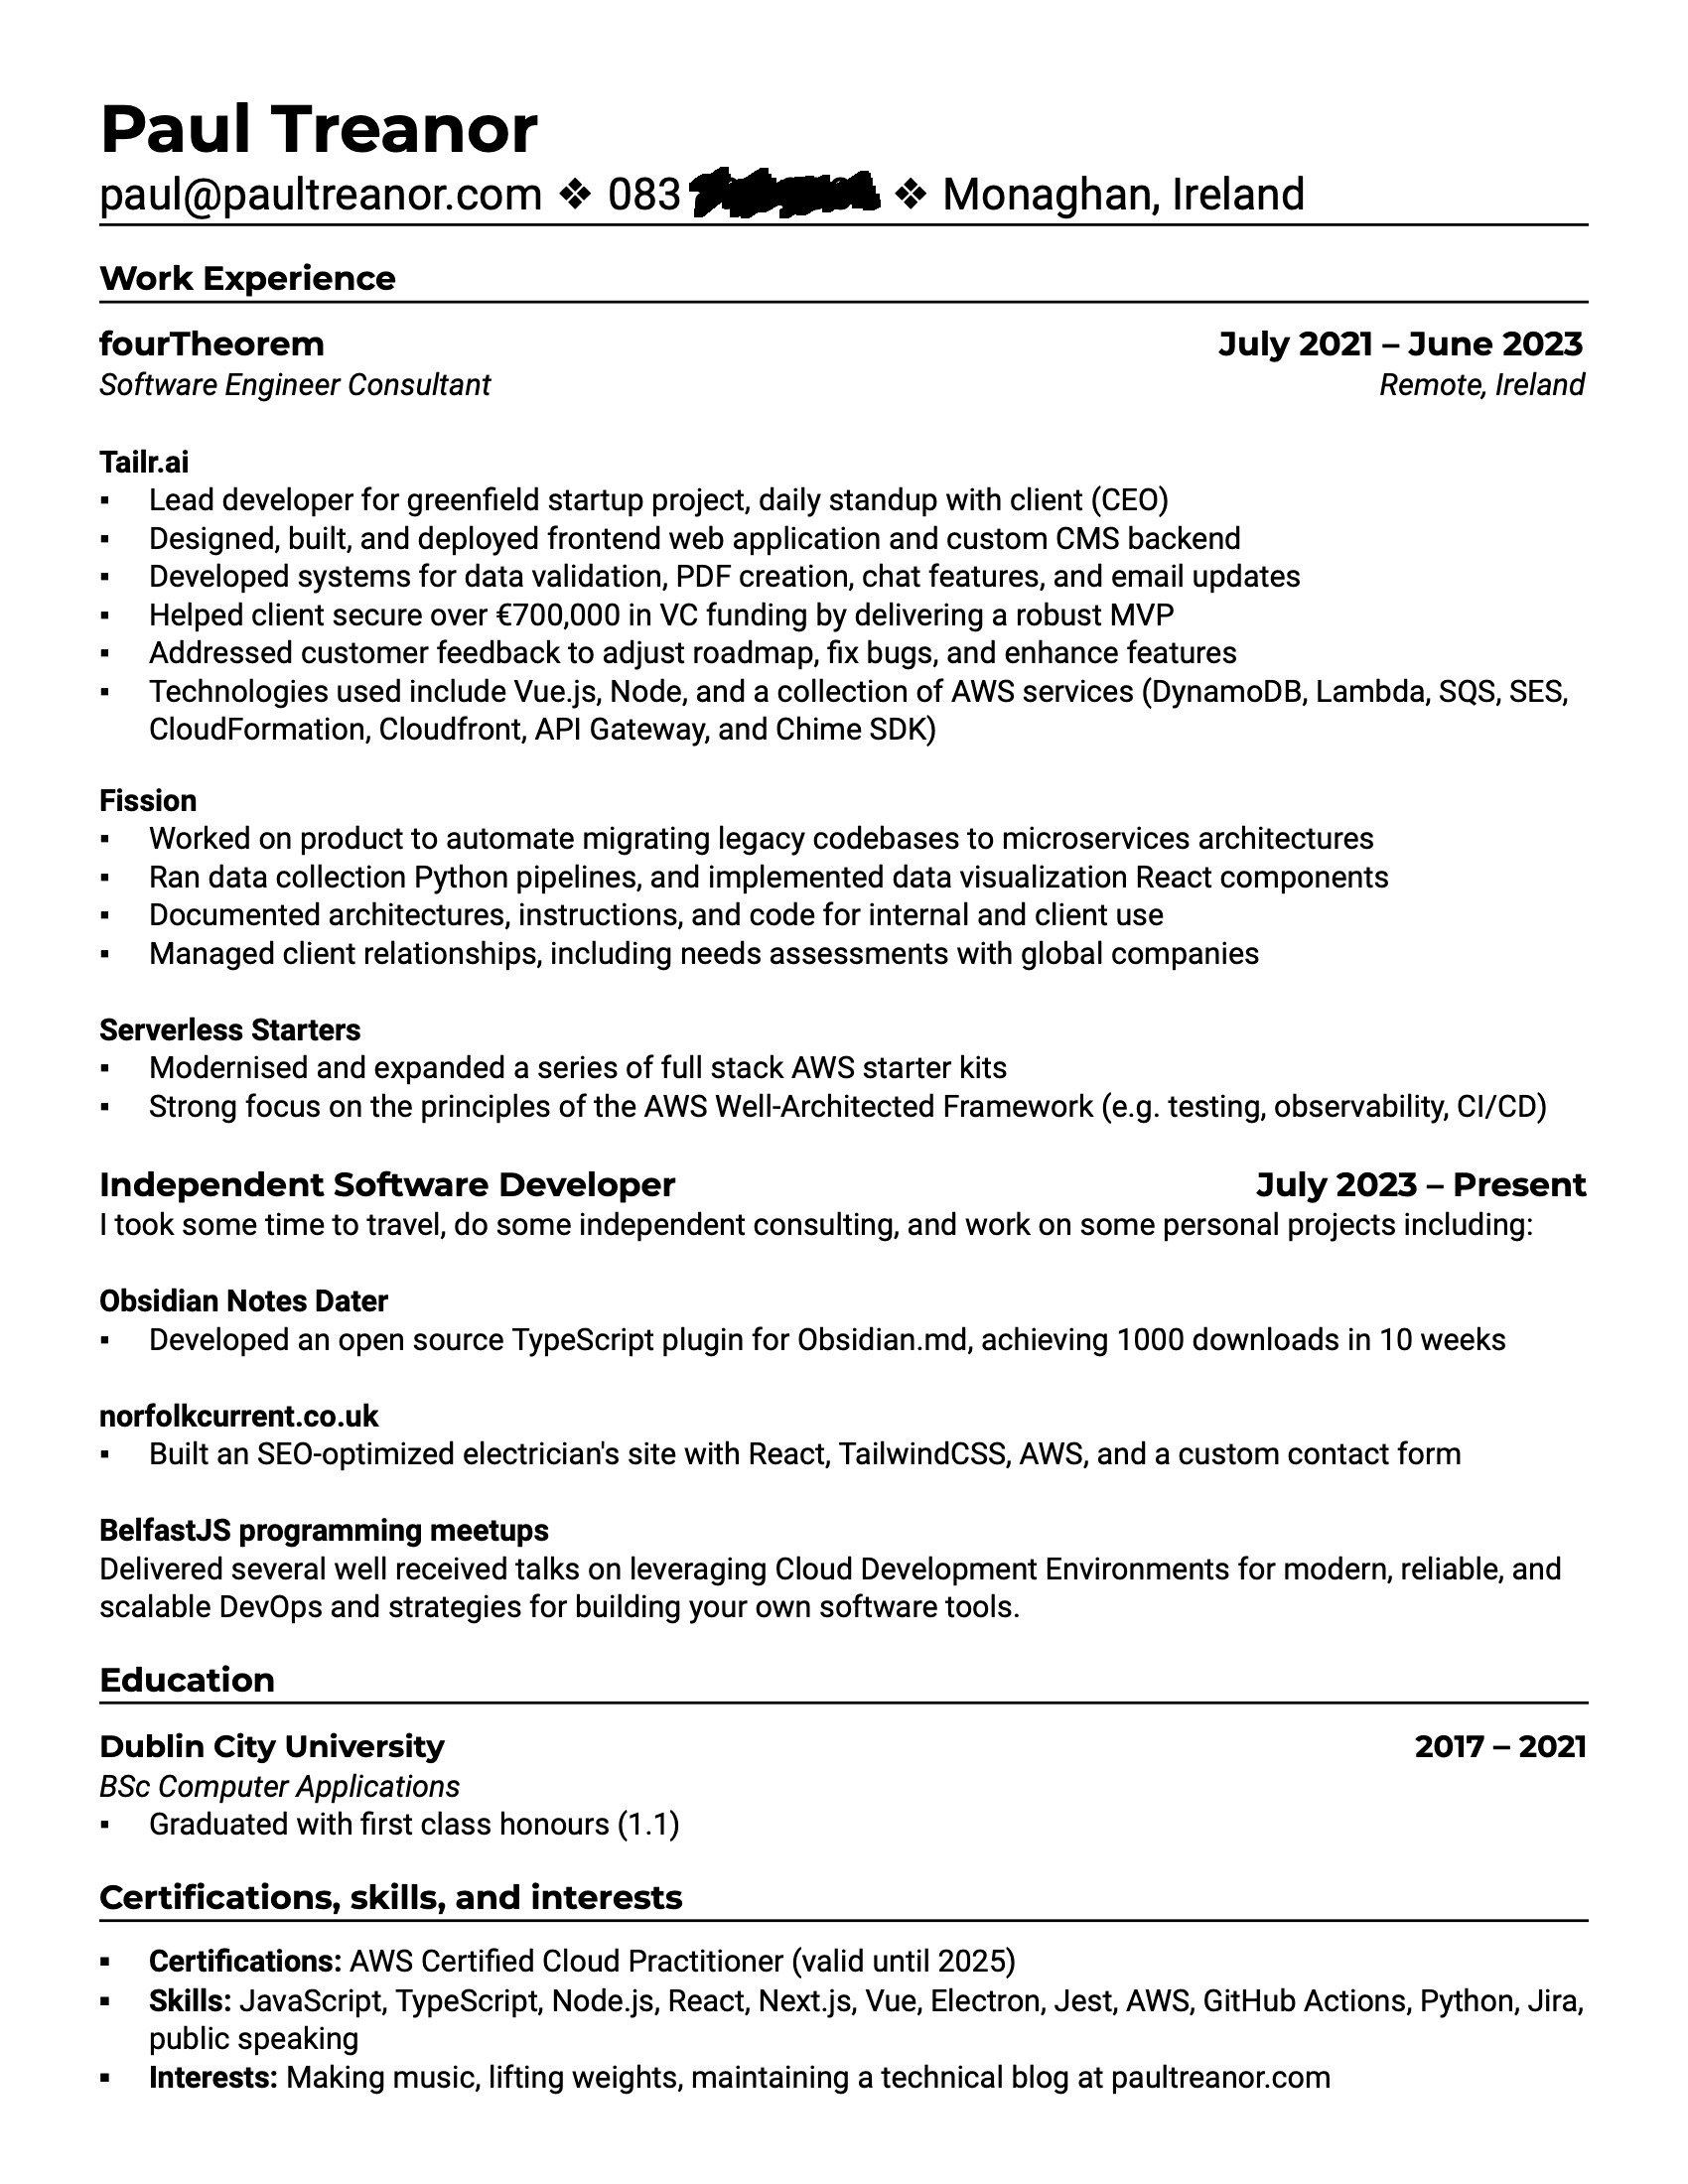 Paul Treanor
paul@paultreanor.com ❖ 083 ❖ Monaghan, Ireland
Work Experience
fourTheorem July 2021 – June 2023
Software Engineer Consultant Remote, Ireland
Tailr.ai
▪ Lead developer for greenfield startup project, daily standup with client (CEO)
▪ Designed, built, and deployed frontend web application and custom CMS backend
▪ Developed systems for data validation, PDF creation, chat features, and email updates
▪ Helped client secure over €700,000 in VC funding by delivering a robust MVP
▪ Addressed customer feedback to adjust roadmap, fix bugs, and enhance features
▪ Technologies used include Vue.js, Node, and a collection of AWS services (DynamoDB, Lambda, SQS, SES,
CloudFormation, Cloudfront, API Gateway, and Chime SDK)
Fission
▪ Worked on product to automate migrating legacy codebases to microservices architectures
▪ Ran data collection Python pipelines, and implemented data visualization React components
▪ Documented architectures, instructions, and code for internal and client use
▪ Managed client relationships, including needs assessments with global companies
Serverless Starters
▪ Modernised and expanded a series of full stack AWS starter kits
▪ Strong focus on the principles of the AWS Well-Architected Framework (e.g. testing, observability, CI/CD)
Independent Software Developer July 2023 – Present
I took some time to travel, do some independent consulting, and work on some personal projects including:
Obsidian Notes Dater
▪ Developed an open source TypeScript plugin for Obsidian.md, achieving 1000 downloads in 10 weeks
norfolkcurrent.co.uk
▪ Built an SEO-optimized electrician's site with React, TailwindCSS, AWS, and a custom contact form
BelfastJS programming meetups
Delivered several well received talks on leveraging Cloud Development Environments for modern, reliable, and
scalable DevOps and strategies for building your own software tools.
Education
Dublin City University 2017 – 2021
BSc Computer Applications
▪ Graduated with first class honours (1.1)
Certifications, skills, and interests
▪ Certifications: AWS Certified Cloud Practitioner (valid until 2025)
▪ Skills: JavaScript, TypeScript, Node.js, React, Next.js, Vue, Electron, Jest, AWS, GitHub Actions, Python, Jira,
public speaking
▪ Interests: Making music, lifting weights, maintaining a technical blog at paultreanor.com